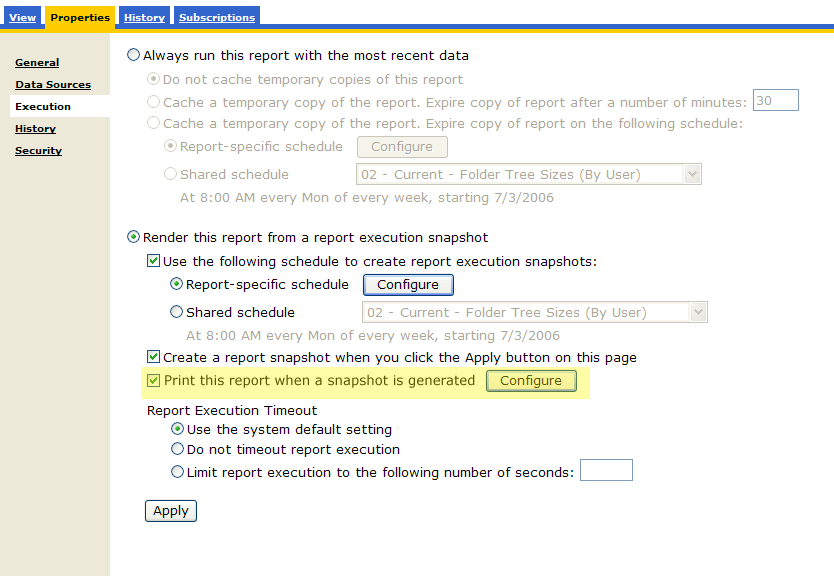 View Properties History Subscriptions
General
Data Sources
Execution
History
Security
Always run this report with the most recent data
Do not cache temporary copies of this report
Cache a temporary copy of the report. Expire copy of report after a number of minutes: 30
Cache a temporary copy of the report. Expire copy of report on the following schedule:
Report-specific schedule Configure
Shared schedule 02 - Current - Folder Tree Sizes (By User)
At 8:00 AM every Mon of every week, starting 7/3/2006
Render this report from a report execution snapshot
Use the following schedule to create report execution snapshots:
Report-specific schedule Configure
Shared schedule 02 - Current - Folder Tree Sizes (By User)
At 8:00 AM every Mon of every week, starting 7/3/2006
Create a report snapshot when you click the Apply button on this page
Print this report when a snapshot is generated Configure
Report Execution Timeout
Use the system default setting
Do not timeout report execution
Limit report execution to the following number of seconds:
Apply